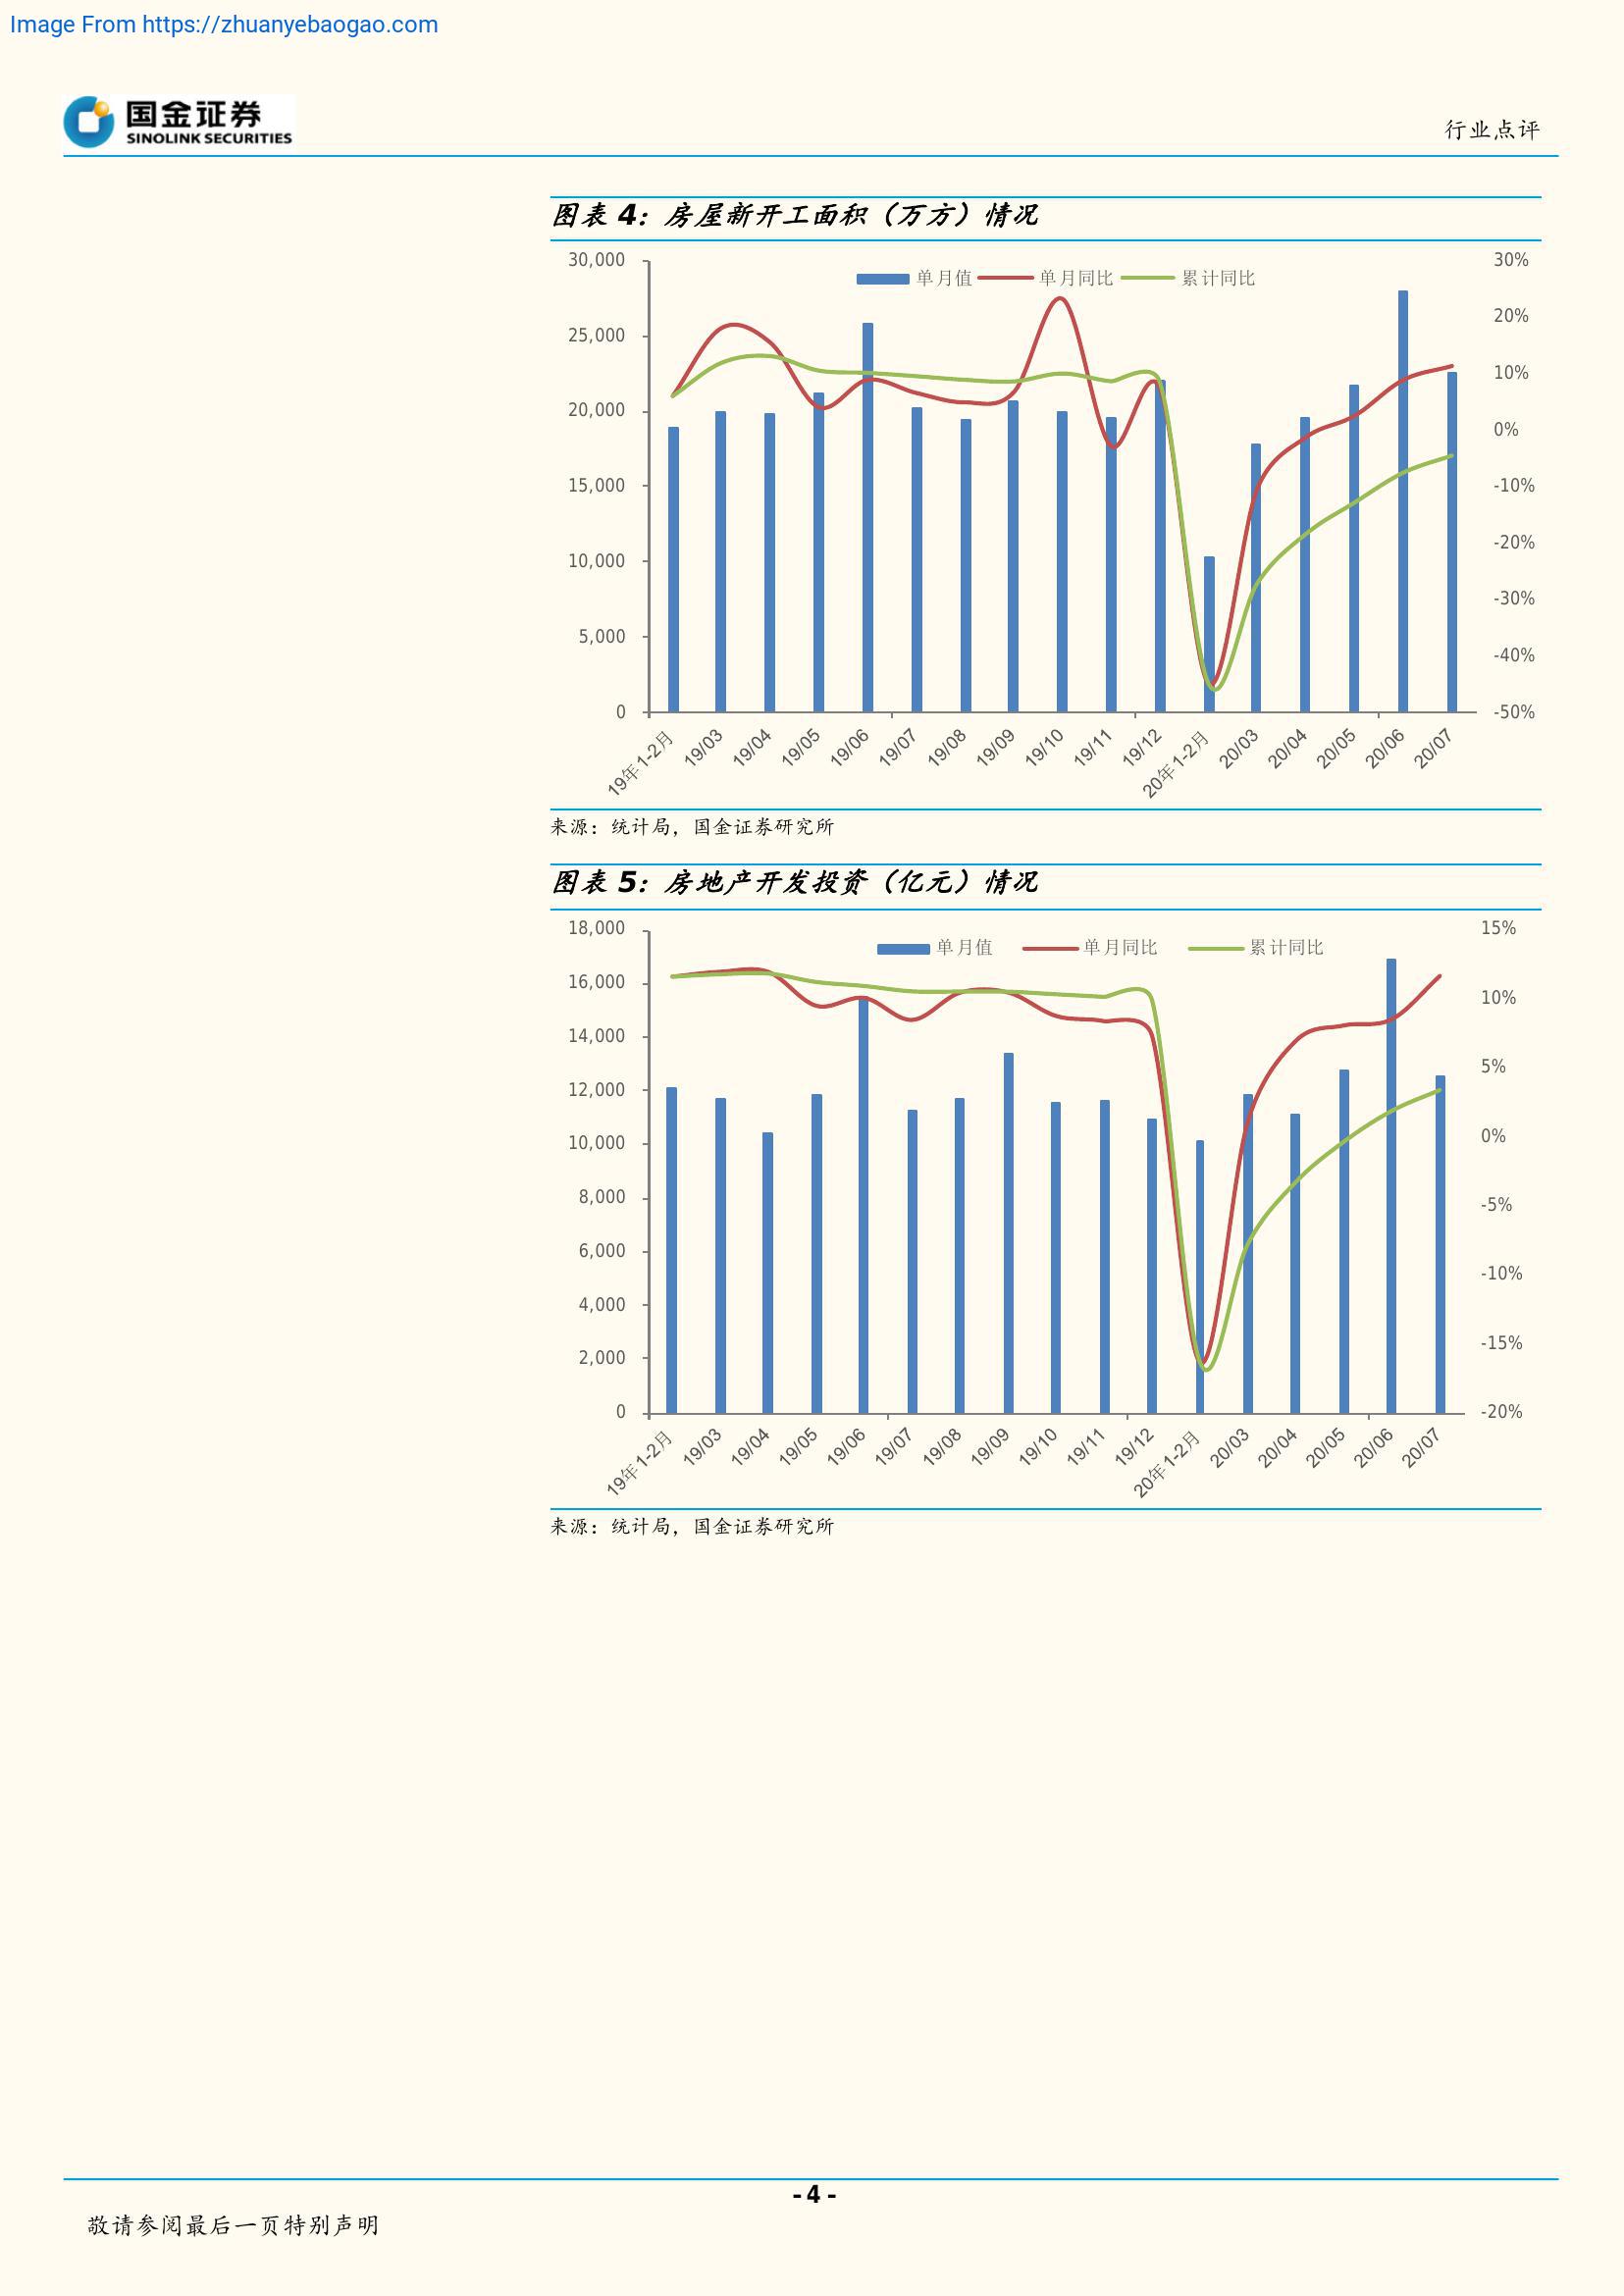 Image From https://zhuanyebaogao.com
国金证券
SINOLINK SECURITIES
行业点评
图表 4：房屋新开工面积（万方）情况
单月值 单月同比 累计同比
30,000
25,000
20,000
15,000
10,000
5,000
0
30%
20%
10%
0%
-10%
-20%
-30%
-40%
-50%
19年1-2月 19/03 19/04 19/05 19/06 19/07 19/08 19/09 19/10 19/11 19/12 20年1-2月 20/03 20/04 20/05 20/06 20/07
来源：统计局，国金证券研究所
图表 5：房地产开发投资（亿元）情况
单月值 单月同比 累计同比
18,000
16,000
14,000
12,000
10,000
8,000
6,000
4,000
2,000
0
15%
10%
5%
0%
-5%
-10%
-15%
-20%
19年1-2月 19/03 19/04 19/05 19/06 19/07 19/08 19/09 19/10 19/11 19/12 20年1-2月 20/03 20/04 20/05 20/06 20/07
来源：统计局，国金证券研究所
- 4 -
敬请参阅最后一页特别声明